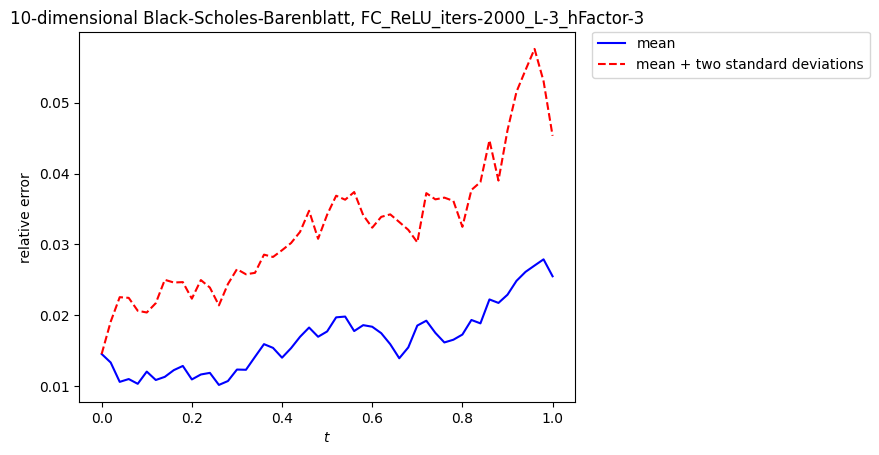 10-dimensional Black-Scholes-Barenblatt, FC_ReLU_iters-2000_L-3_hFactor-3
mean
mean + two standard deviations
relative error
0.05
0.04
0.03
0.02
0.01
0.0 0.2 0.4 0.6 0.8 1.0
t